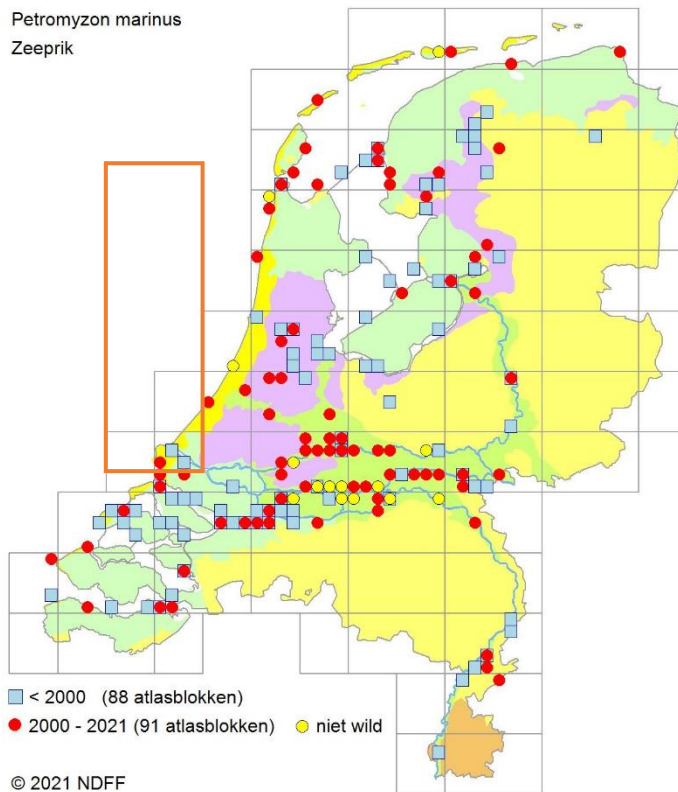 Petromyzon marinus
Zeeprik
< 2000 (88 atlasblokken)
2000 - 2021 (91 atlasblokken) niet wild
© 2021 NDFF